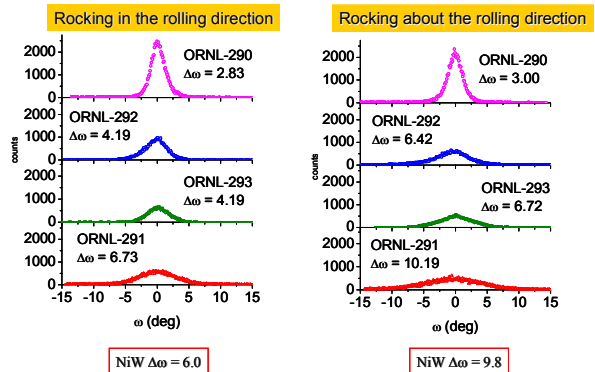 Rocking in the rolling direction
2000
1000
0
ORNL-290
Δω = 2.83
2000
1000
0
ORNL-292
Δω = 4.19
2000
1000
0
ORNL-293
Δω = 4.19
2000
1000
0
ORNL-291
Δω = 6.73
counts
-15 -10 -5 0 5 10 15
ω (deg)
NiW Δω = 6.0
Rocking about the rolling direction
2000
1000
0
ORNL-290
Δω = 3.00
2000
1000
0
ORNL-292
Δω = 6.42
2000
1000
0
ORNL-293
Δω = 6.72
2000
1000
0
ORNL-291
Δω = 10.19
counts
-15 -10 -5 0 5 10 15
ω (deg)
NiW Δω = 9.8